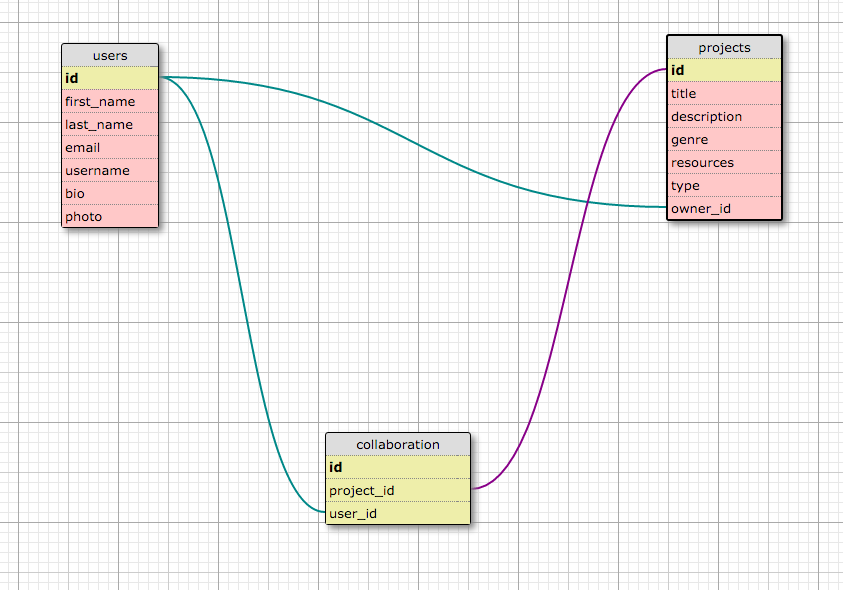 users
id
first_name
last_name
email
username
bio
photo
projects
id
title
description
genre
resources
type
owner_id
collaboration
id
project_id
user_id